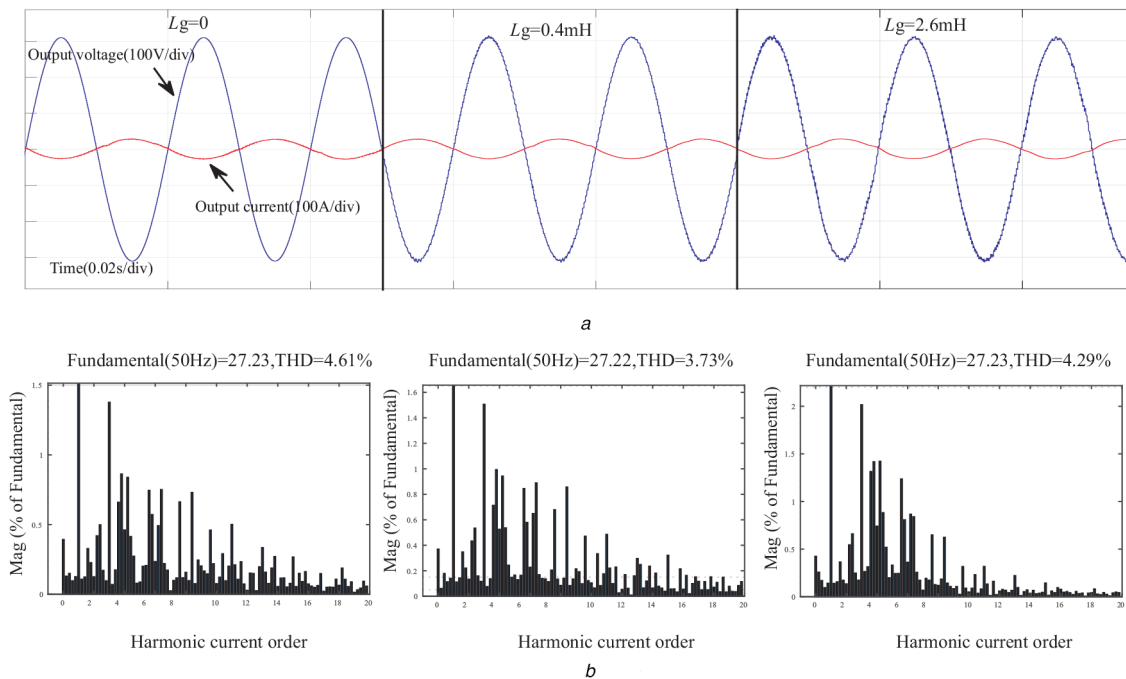 Lg=0
Lg=0.4mH
Lg=2.6mH
Output voltage(100V/div)
Output current(100A/div)
Time(0.02s/div)
a
Fundamental(50Hz)=27.23,THD=4.61%
Mag (% of Fundamental)
1.5
1
0.5
0
0 2 4 6 8 10 12 14 16 18 20
Harmonic current order
Fundamental(50Hz)=27.22,THD=3.73%
Mag (% of Fundamental)
1.6
1.4
1.2
1
0.8
0.6
0.4
0.2
0
0 2 4 6 8 10 12 14 16 18 20
Harmonic current order
Fundamental(50Hz)=27.23,THD=4.29%
Mag (% of Fundamental)
2
1.5
1
0.5
0
0 2 4 6 8 10 12 14 16 18 20
Harmonic current order
b